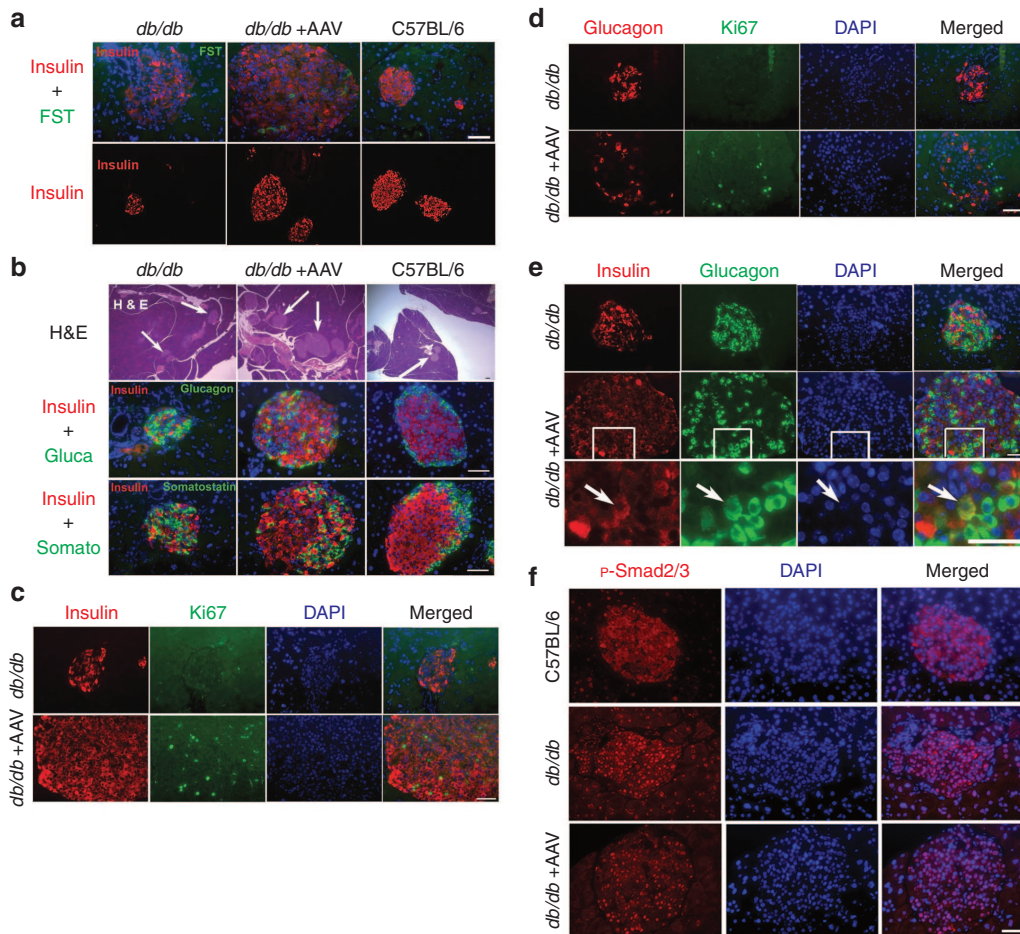 a
db/db db/db +AAV C57BL/6
Insulin
+
FST
Insulin FST
Insulin
Insulin
b
db/db db/db +AAV C57BL/6
H&E
H & E
Insulin
+
Gluca
Insulin Glucagon
Insulin
+
Somato
Insulin Somatostatin
c
Insulin Ki67 DAPI Merged
db/db
db/db +AAV
d
Glucagon Ki67 DAPI Merged
db/db
db/db +AAV
e
Insulin Glucagon DAPI Merged
db/db
db/db +AAV
f
P-Smad2/3 DAPI Merged
C57BL/6
db/db
db/db +AAV